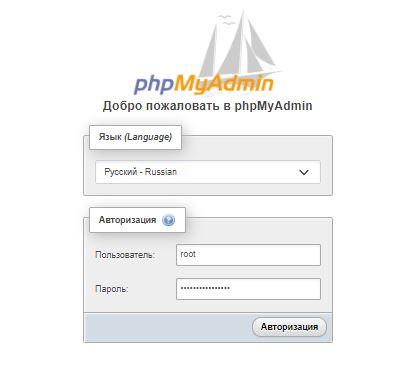 phpMyAdmin
Добро пожаловать в phpMyAdmin
Язык (Language)
Русский - Russian
Авторизация
Пользователь:
root
Пароль:
••••••••••••••••
Авторизация